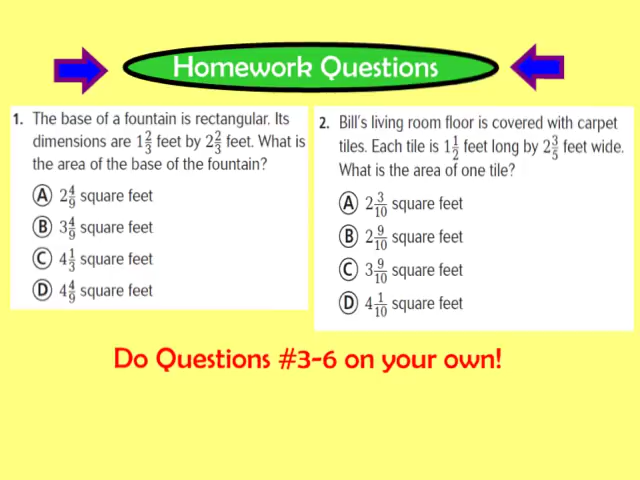 Homework Questions
1. The base of a fountain is rectangular. Its
dimensions are 1 2/3 feet by 2 2/3 feet. What is
the area of the base of the fountain?
A 2 4/9 square feet
B 3 4/9 square feet
C 4 1/3 square feet
D 4 4/9 square feet
2. Bill's living room floor is covered with carpet
tiles. Each tile is 1 1/2 feet long by 2 3/5 feet wide.
What is the area of one tile?
A 2 3/10 square feet
B 2 9/10 square feet
C 3 9/10 square feet
D 4 1/10 square feet
Do Questions #3-6 on your own!